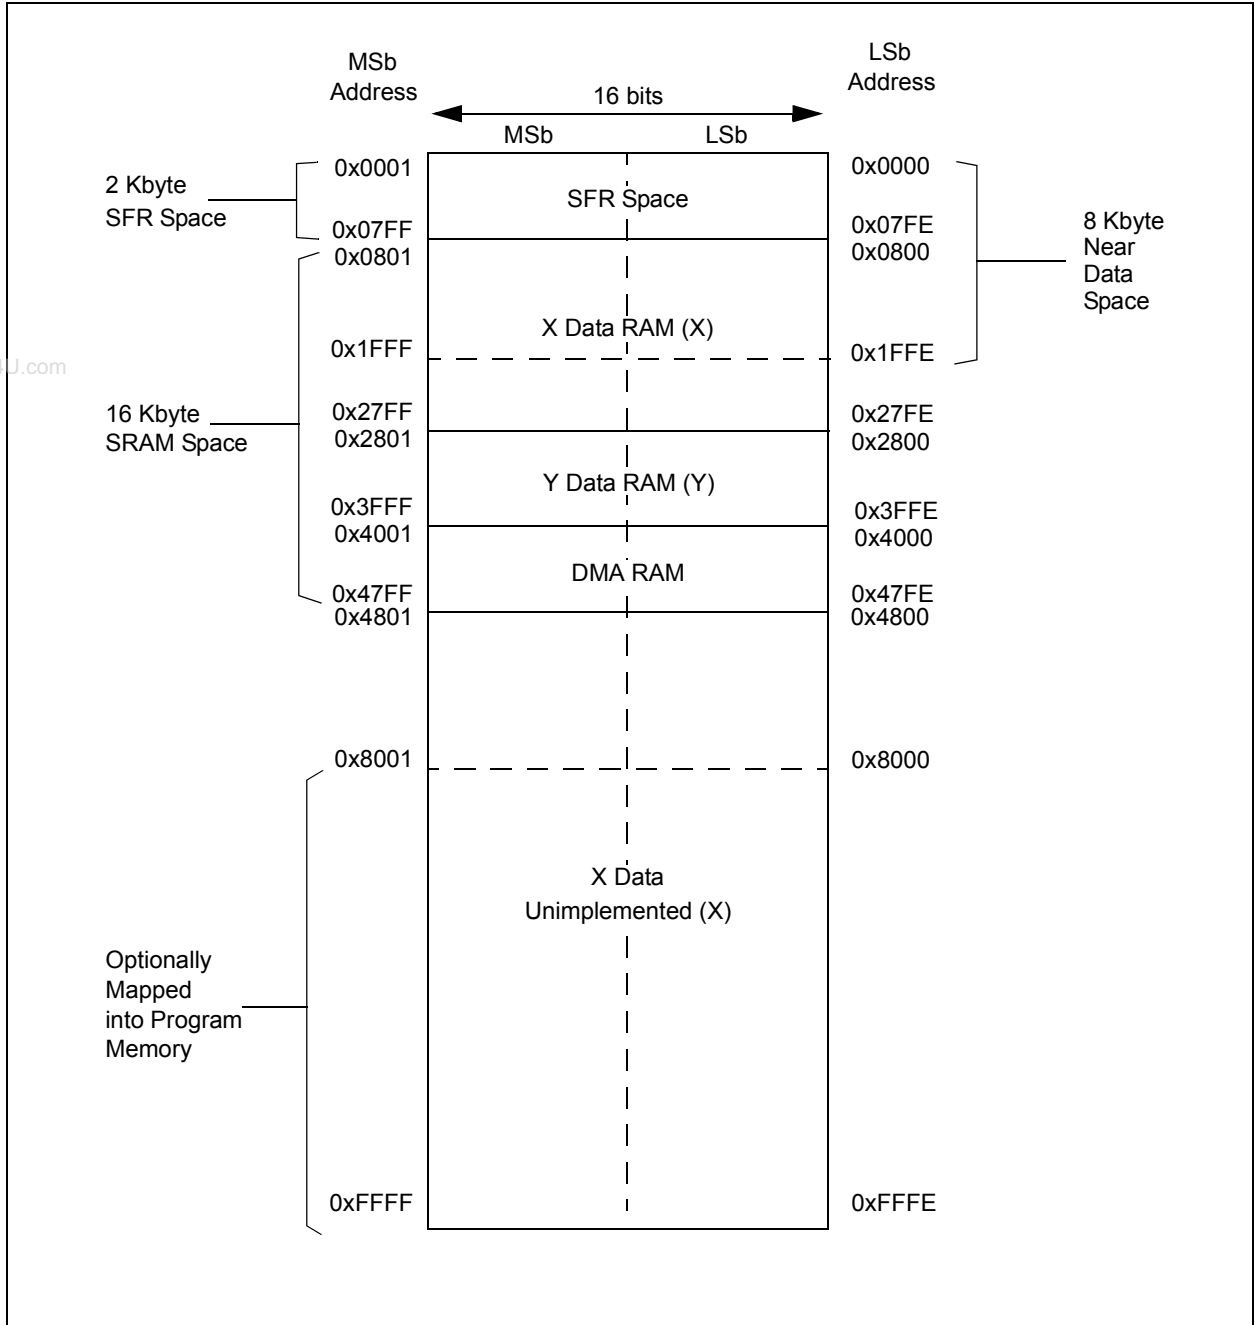 MSb
Address
LSb
Address
16 bits
MSb LSb
0x0001
0x0000
2 Kbyte
SFR Space
SFR Space
0x07FF
0x0801
0x07FE
0x0800
8 Kbyte
Near
Data
Space
X Data RAM (X)
0x1FFF
0x1FFE
U.com
16 Kbyte
SRAM Space
0x27FF
0x2801
0x27FE
0x2800
Y Data RAM (Y)
0x3FFF
0x4001
0x3FFE
0x4000
DMA RAM
0x47FF
0x4801
0x47FE
0x4800
0x8001
0x8000
X Data
Unimplemented (X)
Optionally
Mapped
into Program
Memory
0xFFFF
0xFFFE